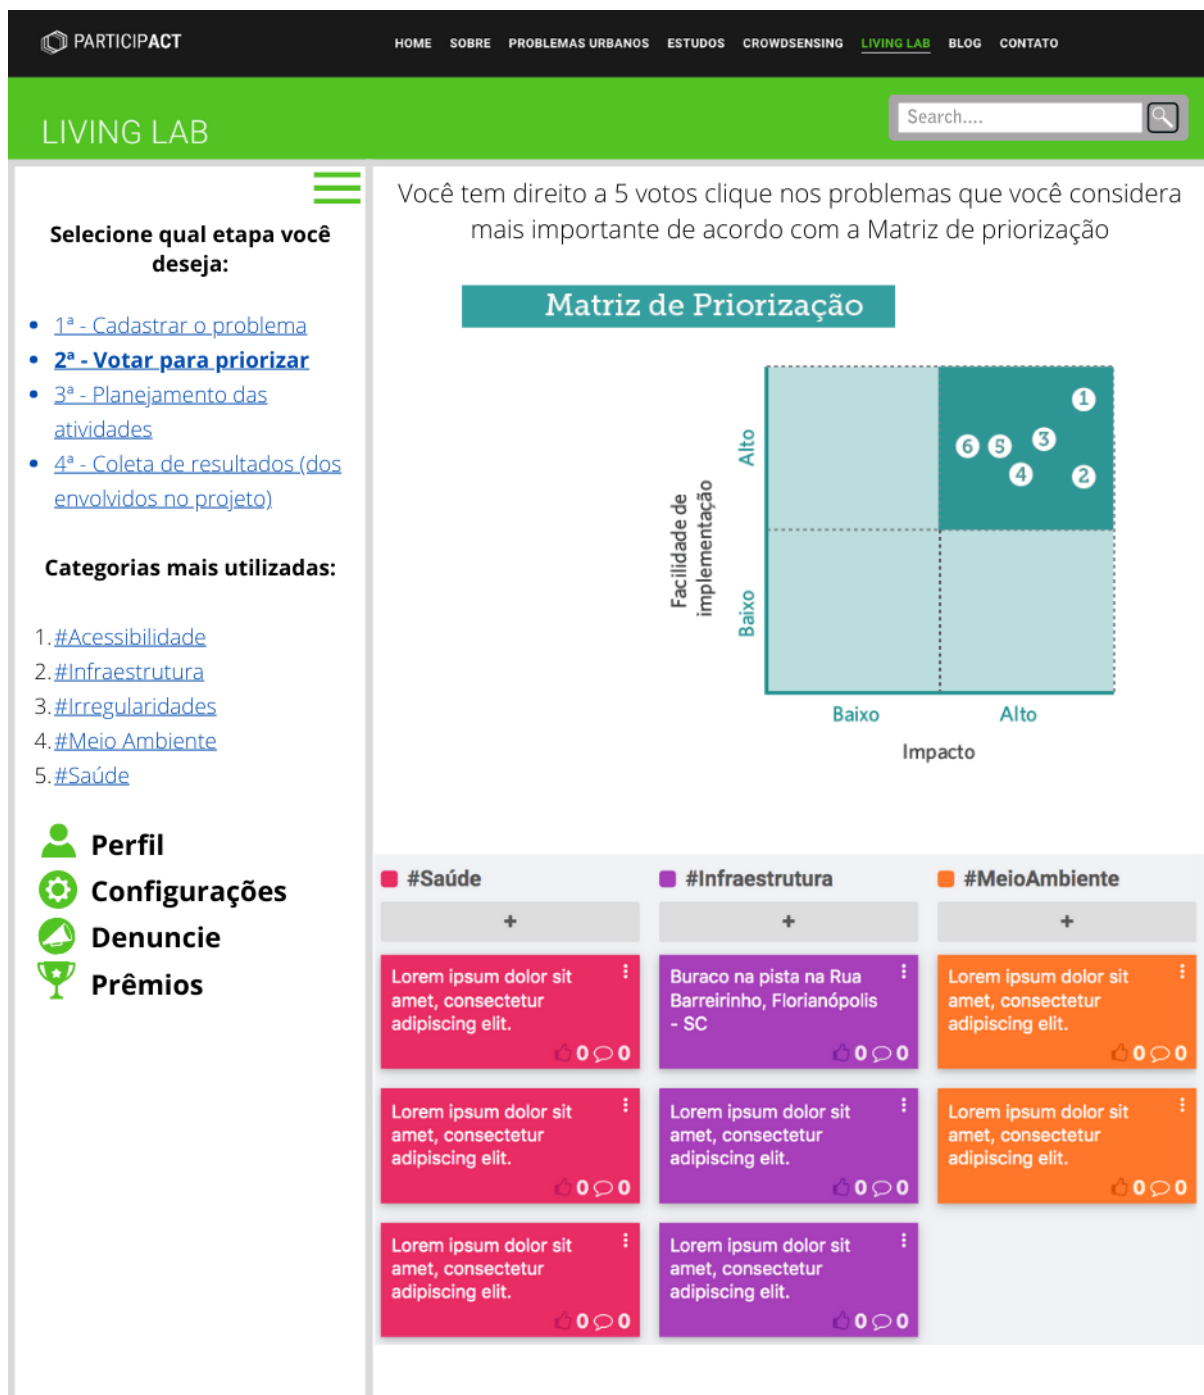 PARTICIPACT
HOME SOBRE PROBLEMAS URBANOS ESTUDOS CROWDSENSING LIVING LAB BLOG CONTATO
LIVING LAB
Search....
Selecione qual etapa você
deseja:
1ª - Cadastrar o problema
2ª - Votar para priorizar
3ª - Planejamento das
atividades
4ª - Coleta de resultados (dos
envolvidos no projeto)
Categorias mais utilizadas:
1. #Acessibilidade
2. #Infraestrutura
3. #Irregularidades
4. #Meio Ambiente
5. #Saúde
Perfil
Configurações
Denuncie
Prêmios
Você tem direito a 5 votos clique nos problemas que você considera
mais importante de acordo com a Matriz de priorização
Matriz de Priorização
Facilidade de
implementação
Alto
Baixo
1
6 5 3
4 2
Baixo Alto
Impacto
#Saúde
+
Lorem ipsum dolor sit
amet, consectetur
adipiscing elit.
0 0
Lorem ipsum dolor sit
amet, consectetur
adipiscing elit.
0 0
Lorem ipsum dolor sit
amet, consectetur
adipiscing elit.
0 0
#Infraestrutura
+
Buraco na pista na Rua
Barreirinho, Florianópolis
- SC
0 0
Lorem ipsum dolor sit
amet, consectetur
adipiscing elit.
0 0
Lorem ipsum dolor sit
amet, consectetur
adipiscing elit.
0 0
#MeioAmbiente
+
Lorem ipsum dolor sit
amet, consectetur
adipiscing elit.
0 0
Lorem ipsum dolor sit
amet, consectetur
adipiscing elit.
0 0